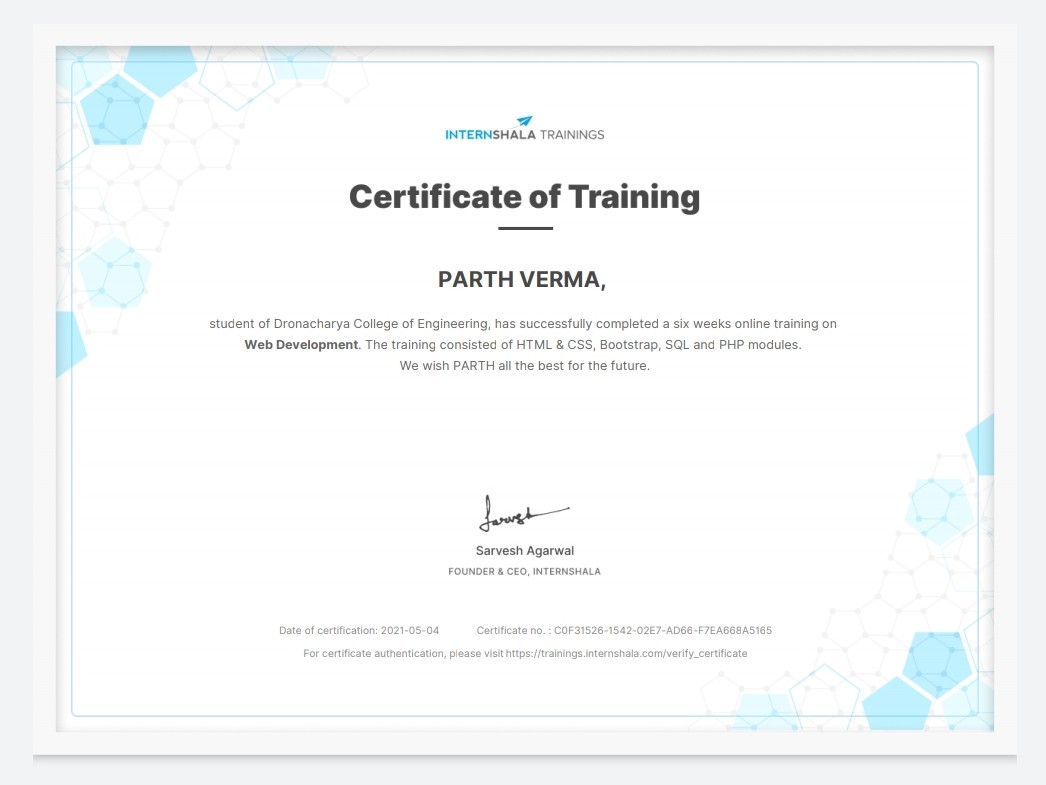 INTERNSHALA TRAININGS
Certificate of Training
PARTH VERMA,
student of Dronacharya College of Engineering, has successfully completed a six weeks online training on
Web Development. The training consisted of HTML & CSS, Bootstrap, SQL and PHP modules.
We wish PARTH all the best for the future.
Sarvesh
Sarvesh Agarwal
FOUNDER & CEO, INTERNSHALA
Date of certification: 2021-05-04 Certificate no. : C0F31526-1542-02E7-AD66-F7EA668A5165
For certificate authentication, please visit https://trainings.internshala.com/verify_certificate